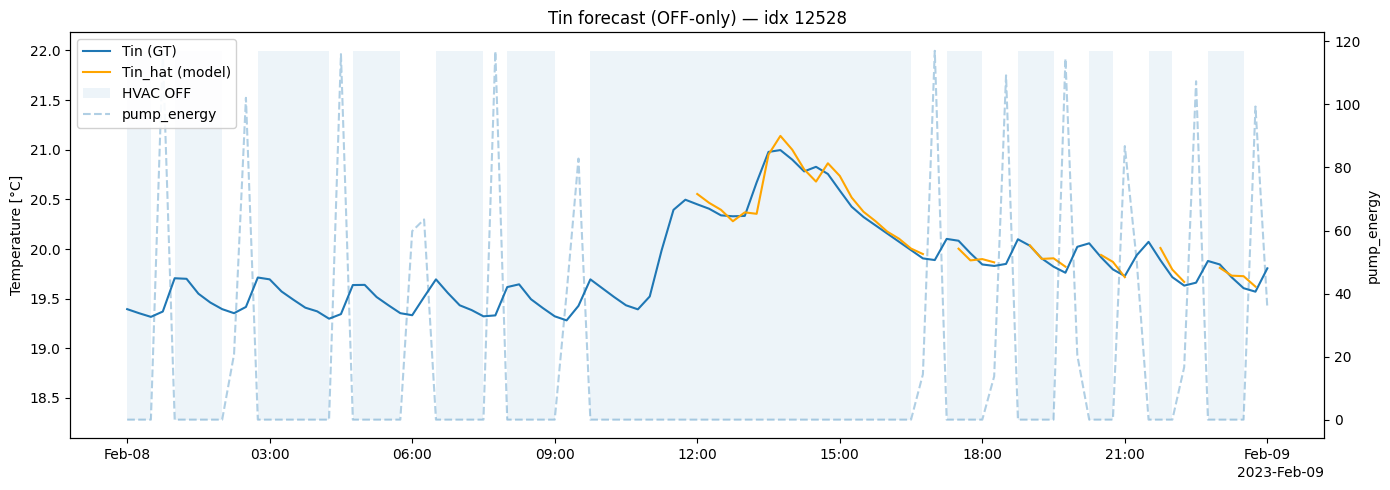 Tin forecast (OFF-only) — idx 12528
Tin (GT)
Tin_hat (model)
HVAC OFF
pump_energy
Temperature [°C]
22.0
21.5
21.0
20.5
20.0
19.5
19.0
18.5
120
100
80
60
40
20
0
pump_energy
Feb-08
03:00
06:00
09:00
12:00
15:00
18:00
21:00
Feb-09
2023-Feb-09